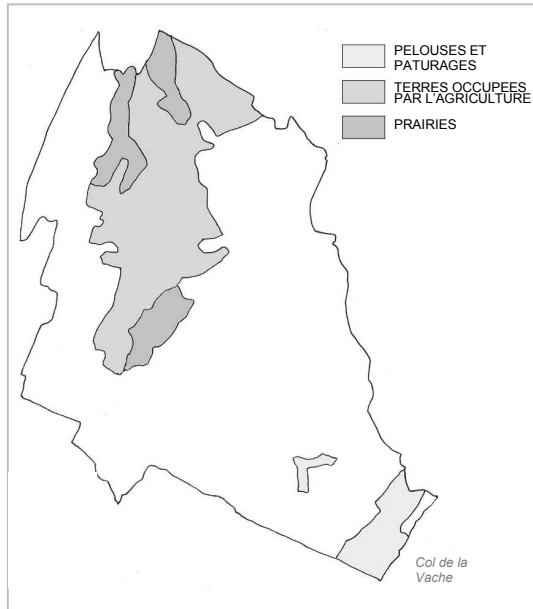 PELOUSES ET
PATURAGES
TERRES OCCUPEES
PAR L'AGRICULTURE
PRAIRIES
Col de la
Vache